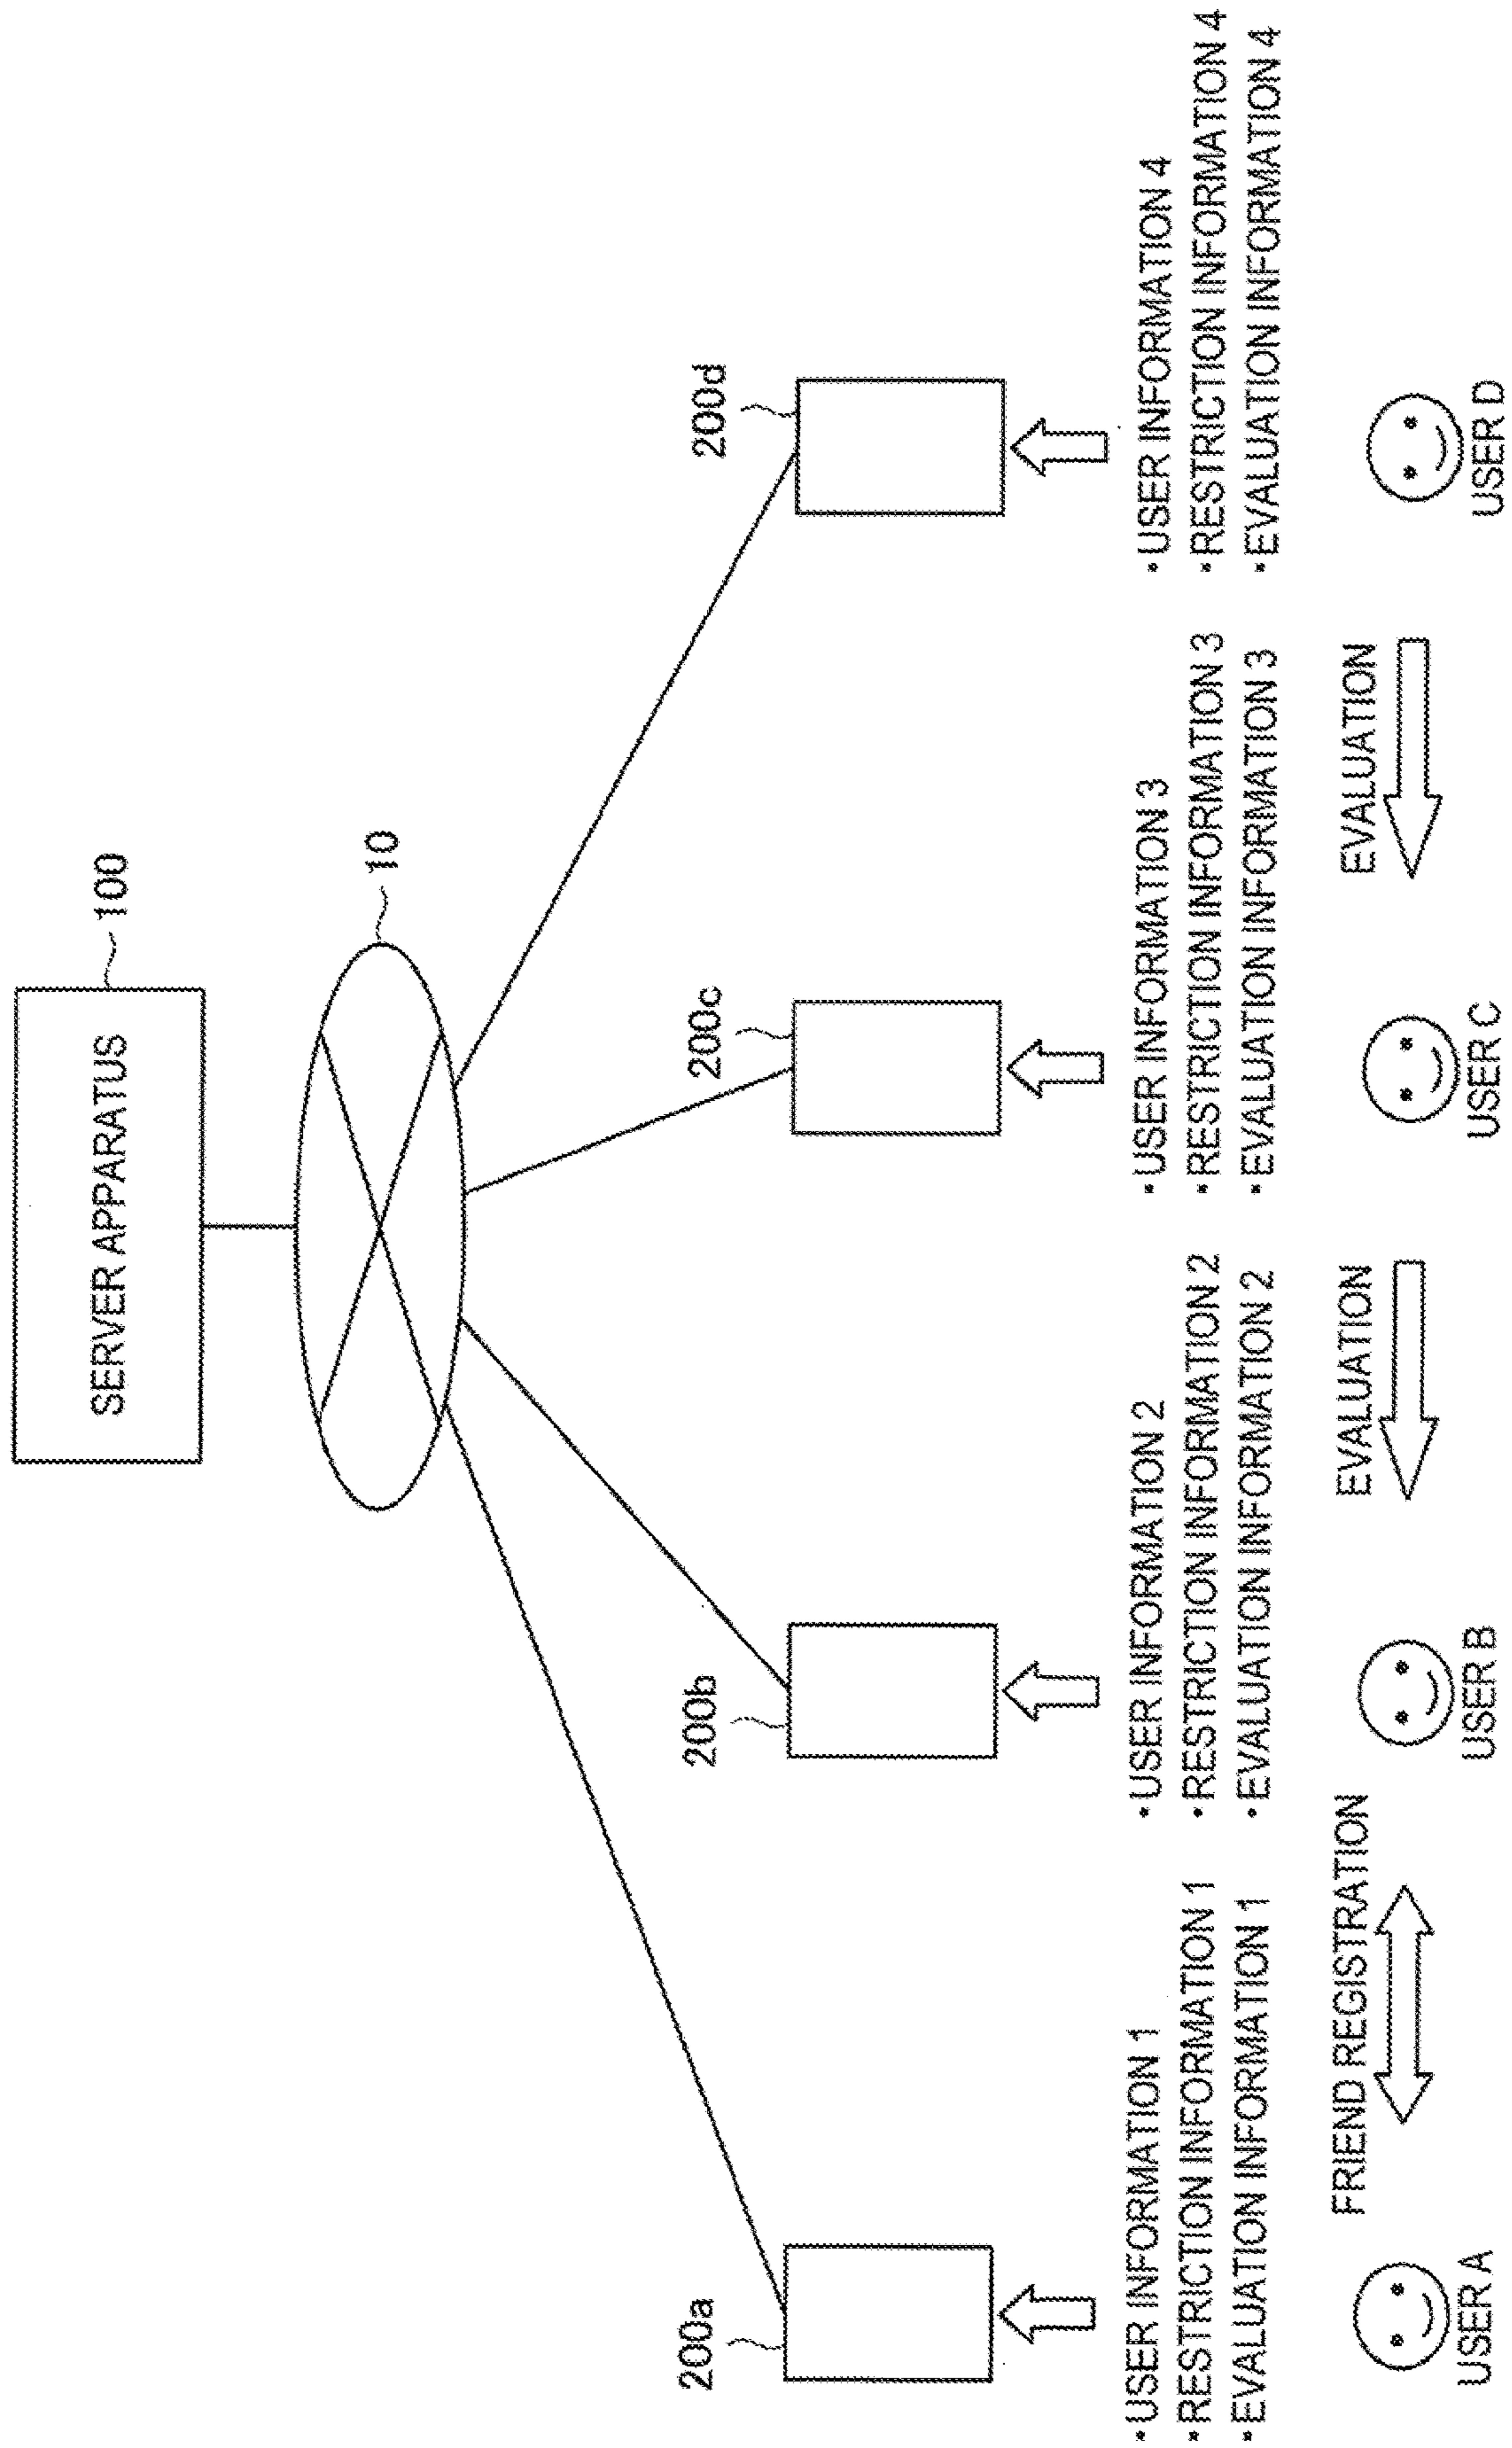 SERVER APPARATUS
100
10
200a
200b
200c
200d
•USER INFORMATION 1
•RESTRICTION INFORMATION 1
•EVALUATION INFORMATION 1
•USER INFORMATION 2
•RESTRICTION INFORMATION 2
•EVALUATION INFORMATION 2
•USER INFORMATION 3
•RESTRICTION INFORMATION 3
•EVALUATION INFORMATION 3
•USER INFORMATION 4
•RESTRICTION INFORMATION 4
•EVALUATION INFORMATION 4
FRIEND REGISTRATION
EVALUATION
EVALUATION
USER A
USER B
USER C
USER D